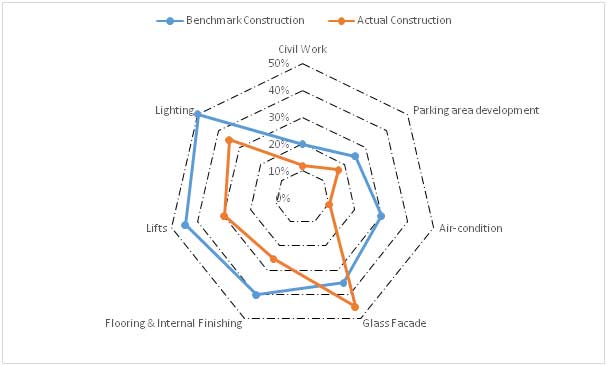 Benchmark Construction
Actual Construction
Civil Work
50%
40%
30%
20%
10%
0%
Lighting
Parking area development
Lifts
Air-condition
Flooring & Internal Finishing
Glass Facade